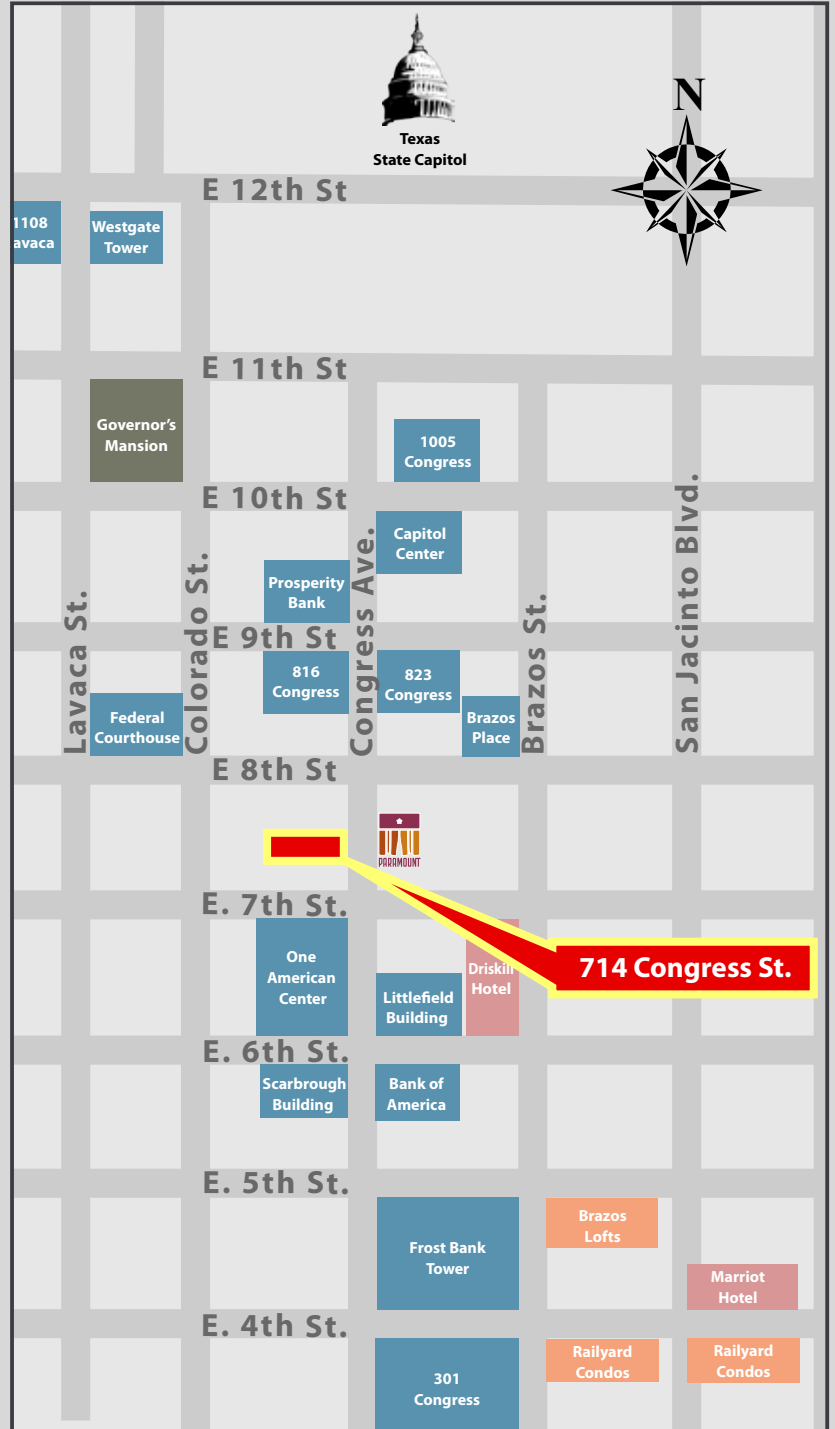 N
Texas
State Capitol
E 12th St
1108
avaca
Westgate
Tower
E 11th St
Governor's
Mansion
1005
Congress
E 10th St
Capitol
Center
Prosperity
Bank
Lavaca St.
Colorado St.
Congress Ave.
Brazos St.
San Jacinto Blvd.
E 9th St
816
Congress
823
Congress
Federal
Courthouse
Brazos
Place
E 8th St
PARAMOUNT
E. 7th St.
714 Congress St.
One
American
Center
Driskill
Hotel
Littlefield
Building
E. 6th St.
Scarbrough
Building
Bank of
America
E. 5th St.
Frost Bank
Tower
Brazos
Lofts
Marriot
Hotel
E. 4th St.
301
Congress
Railyard
Condos
Railyard
Condos